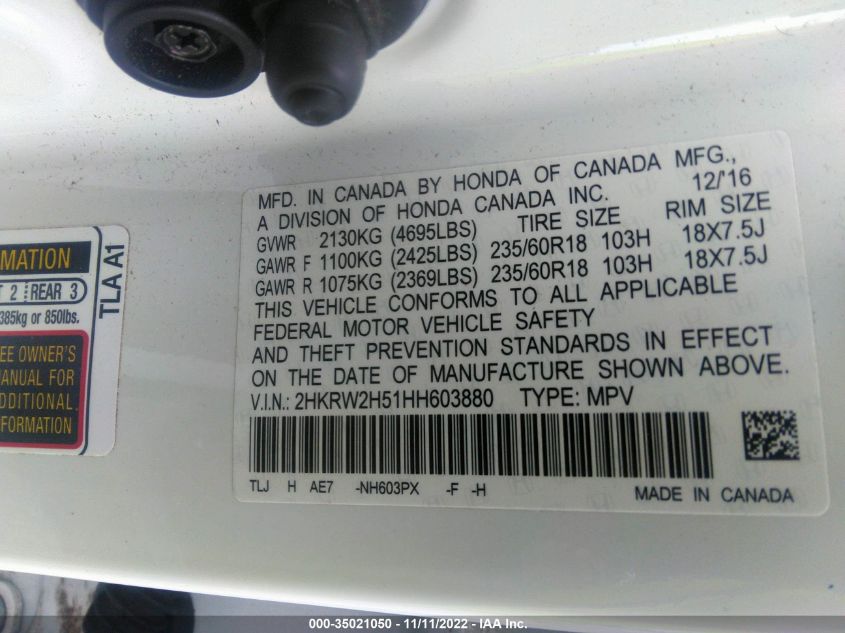 MFD. IN CANADA BY HONDA OF CANADA MFG.,
A DIVISION OF HONDA CANADA INC. 12/'16
GVWR 2130KG (4695LBS) TIRE SIZE RIM SIZE
GAWR F 1100KG (2425LBS) 235/60R18 103H 18X7.5J
GAWR R 1075KG (2369LBS) 235/60R18 103H 18X7.5J
THIS VEHICLE CONFORMS TO ALL APPLICABLE
FEDERAL MOTOR VEHICLE SAFETY
AND THEFT PREVENTION STANDARDS IN EFFECT
ON THE DATE OF MANUFACTURE SHOWN ABOVE.
V.I.N.: 2HKRW2H51HH603880 TYPE: MPV
TLJ H AE7 -NH603PX -F -H MADE IN CANADA
MATION
T 2 REAR 3
385kg or 850lbs.
EE OWNER'S
ANUAL FOR
DDITIONAL
FORMATION
TLA A1
000-35021050 - 11/11/2022 - IAA Inc.